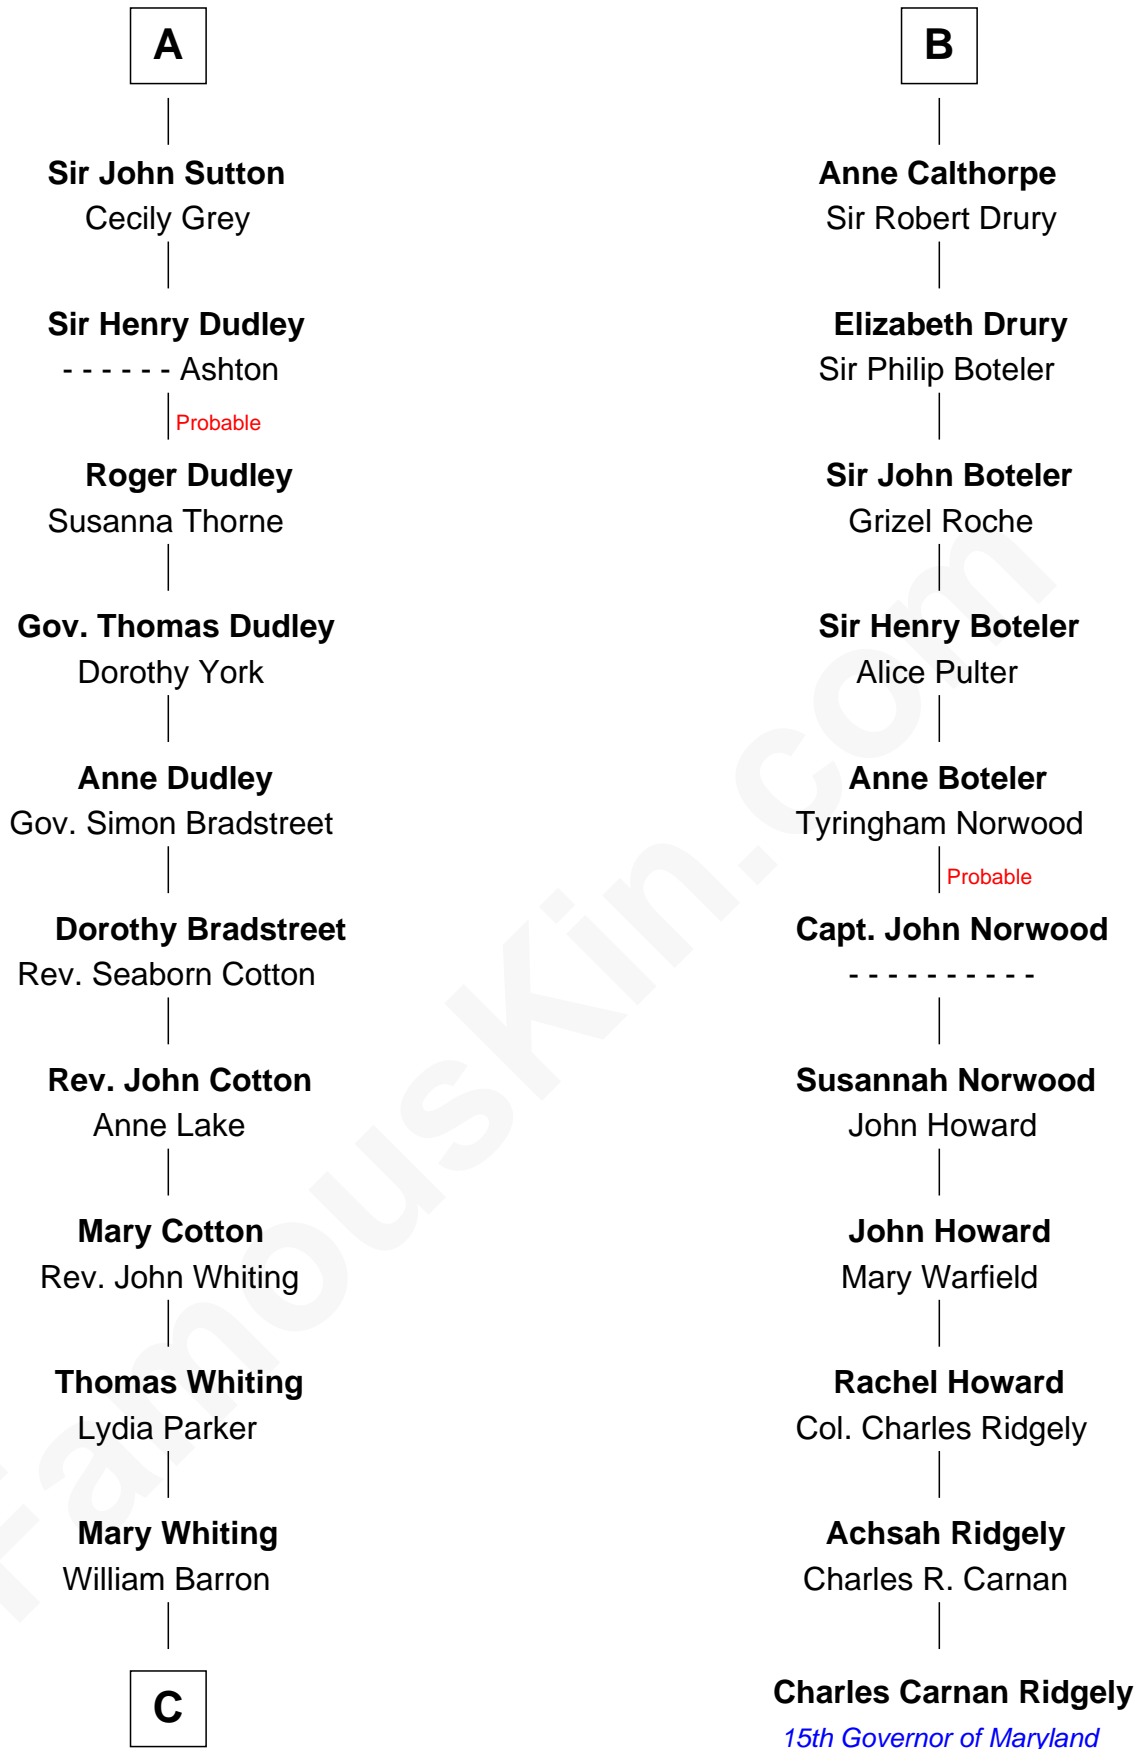 A
Sir John Sutton
Cecily Grey
Sir Henry Dudley
- - - - - - Ashton
Probable
Roger Dudley
Susanna Thorne
Gov. Thomas Dudley
Dorothy York
Anne Dudley
Gov. Simon Bradstreet
Dorothy Bradstreet
Rev. Seaborn Cotton
Rev. John Cotton
Anne Lake
Mary Cotton
Rev. John Whiting
Thomas Whiting
Lydia Parker
Mary Whiting
William Barron
C
B
Anne Calthorpe
Sir Robert Drury
Elizabeth Drury
Sir Philip Boteler
Sir John Boteler
Grizel Roche
Sir Henry Boteler
Alice Pulter
Anne Boteler
Tyringham Norwood
Probable
Capt. John Norwood
- - - - - - - - - -
Susannah Norwood
John Howard
John Howard
Mary Warfield
Rachel Howard
Col. Charles Ridgely
Achsah Ridgely
Charles R. Carnan
Charles Carnan Ridgely
15th Governor of Maryland
FamousKin.com